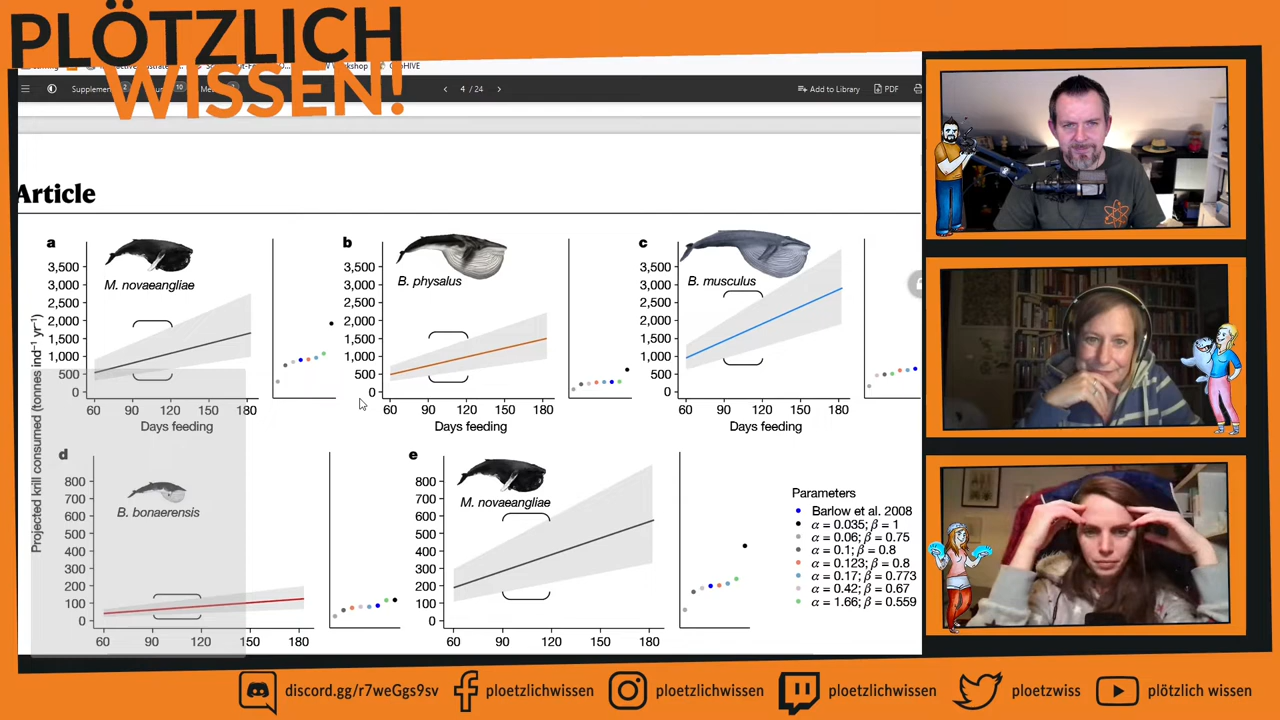 PLÖTZLICH
WISSEN!
4 / 24
Add to Library
PDF
Article
a
b
c
M. novaeangliae
B. physalus
B. musculus
3,500
3,000
2,500
2,000
1,500
1,000
500
0
3,500
3,000
2,500
2,000
1,500
1,000
500
0
3,500
3,000
2,500
2,000
1,500
1,000
500
0
60 90 120 150 180
60 90 120 150 180
60 90 120 150 180
Days feeding
Days feeding
Days feeding
Projected krill consumed (tonnes ind⁻¹ yr⁻¹)
d
e
B. bonaerensis
M. novaeangliae
800
700
600
500
400
300
200
100
0
800
700
600
500
400
300
200
100
0
60 90 120 150 180
60 90 120 150 180
Parameters
Barlow et al. 2008
α = 0.035; β = 1
α = 0.06; β = 0.75
α = 0.1; β = 0.8
α = 0.123; β = 0.8
α = 0.17; β = 0.773
α = 0.42; β = 0.67
α = 1.66; β = 0.559
discord.gg/r7weGgs9sv
ploetzlichwissen
ploetzlichwissen
ploetzlichwissen
ploetzwiss
plötzlich wissen